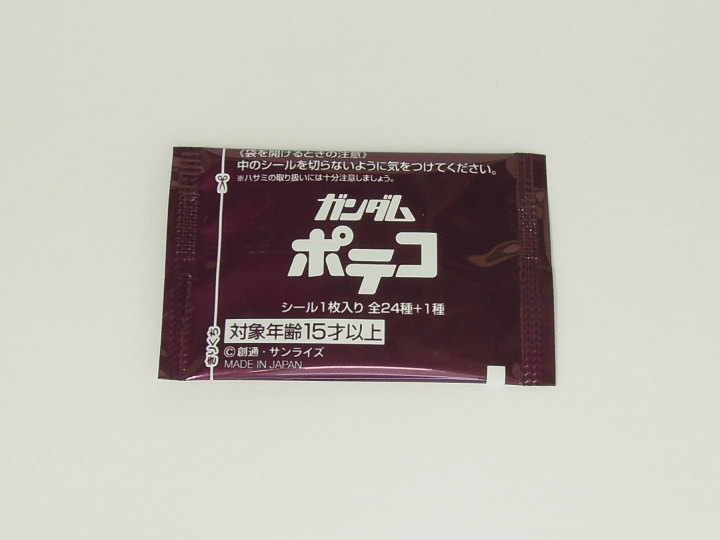 《袋を開けるときの注意》
中のシールを切らないように気をつけてください。
※ハサミの取り扱いには十分注意しましょう。
ガンダム
ポテコ
シール1枚入り 全24種+1種
対象年齢15才以上
©創通・サンライズ
MADE IN JAPAN
きりくち